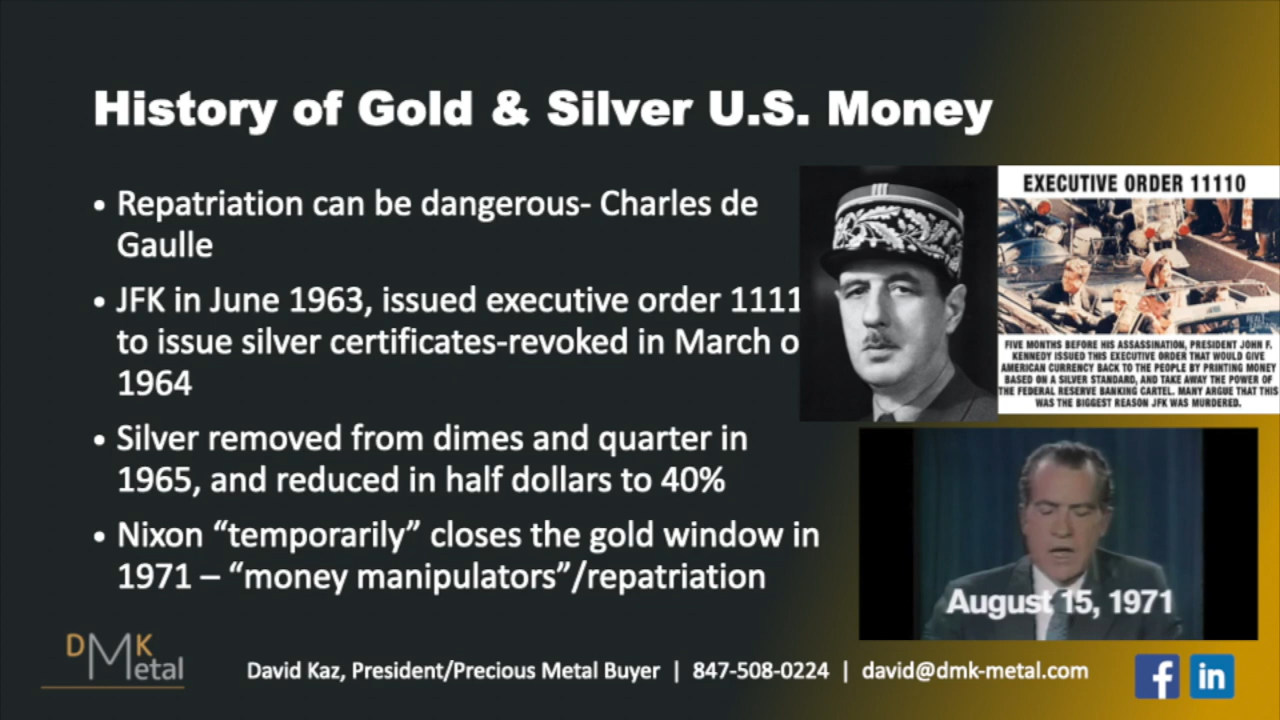 History of Gold & Silver U.S. Money
• Repatriation can be dangerous- Charles de
Gaulle
• JFK in June 1963, issued executive order 1111
to issue silver certificates-revoked in March o
1964
• Silver removed from dimes and quarter in
1965, and reduced in half dollars to 40%
• Nixon “temporarily” closes the gold window in
1971 – “money manipulators”/repatriation
EXECUTIVE ORDER 11110
FIVE MONTHS BEFORE HIS ASSASSINATION, PRESIDENT JOHN F.
KENNEDY ISSUED THIS EXECUTIVE ORDER THAT WOULD GIVE
AMERICAN CURRENCY BACK TO THE PEOPLE BY PRINTING MONEY
BASED ON A SILVER STANDARD, AND TAKE AWAY THE POWER OF
THE FEDERAL RESERVE BANKING CARTEL. MANY ARGUE THAT THIS
WAS THE BIGGEST REASON JFK WAS MURDERED.
August 15, 1971
DMK
etal
David Kaz, President/Precious Metal Buyer | 847-508-0224 | david@dmk-metal.com
f in